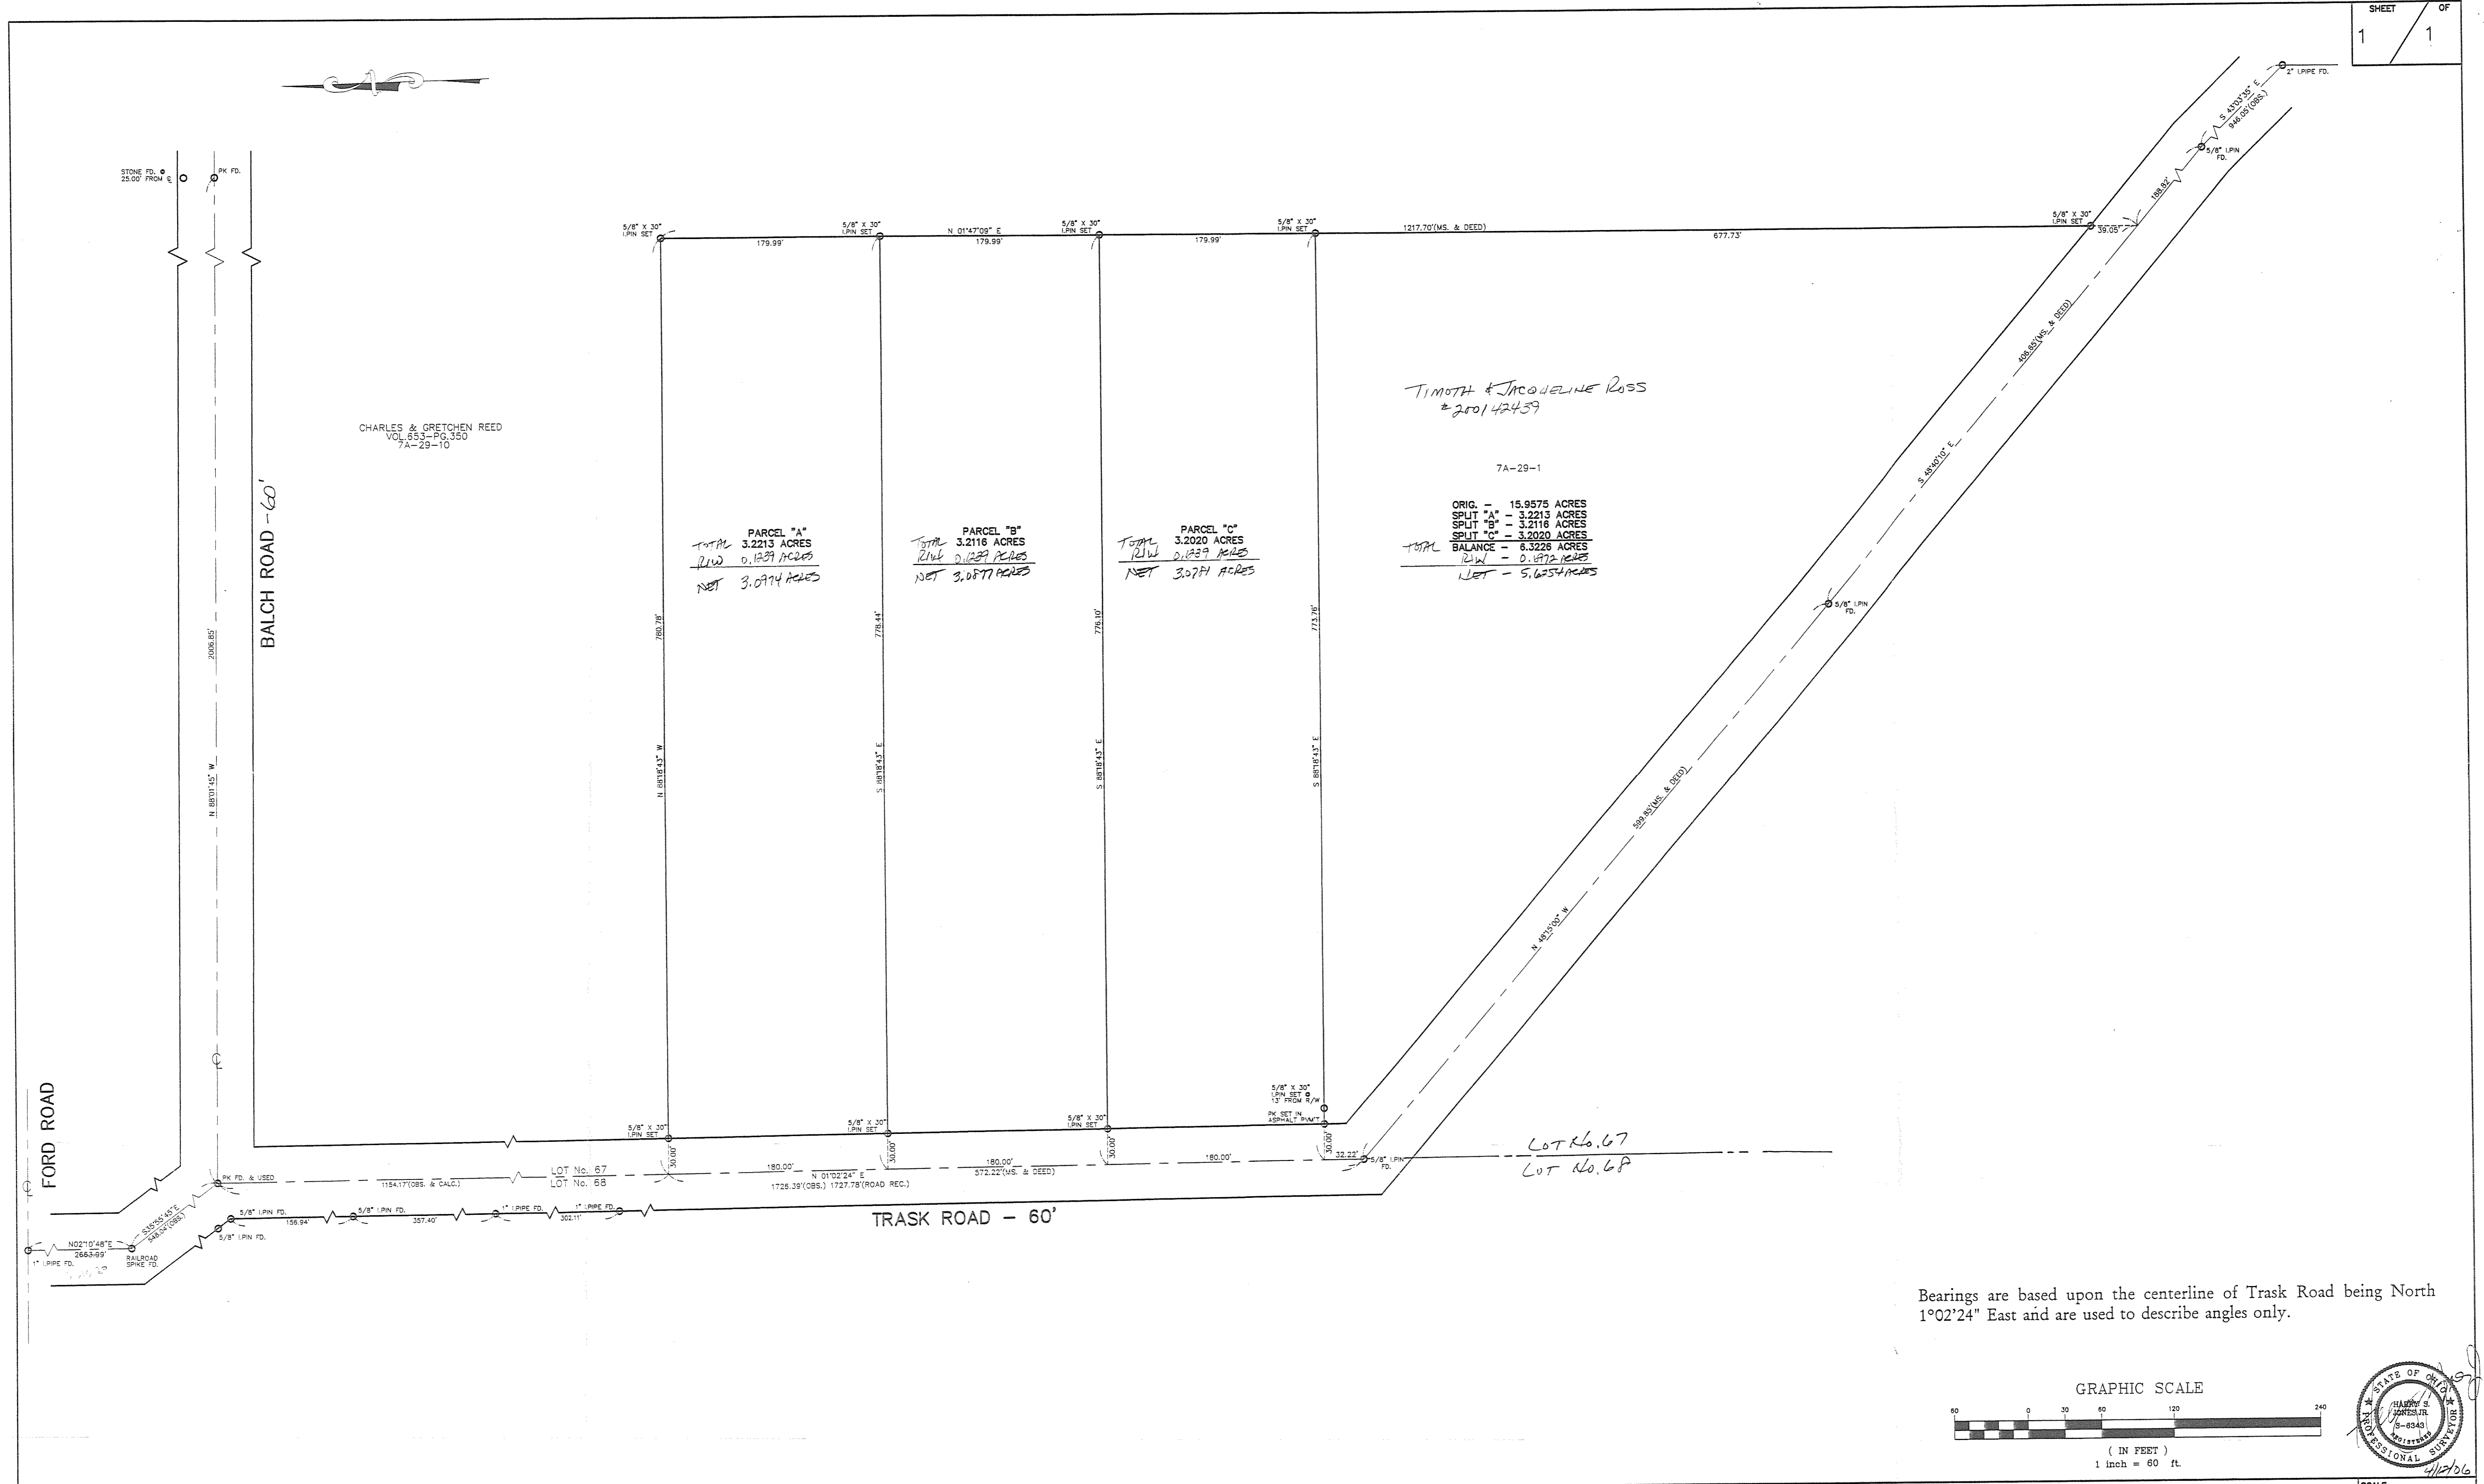 SHEET OF
1 / 1
2" I.PIPE FD.
S 43°03'35" E
946.05'(OBS.)
5/8" I.PIN
FD.
188.82'
STONE FD. @
25.00' FROM ℄
PK FD.
5/8" X 30"
I.PIN SET
179.99'
5/8" X 30"
I.PIN SET
N 01°47'09" E
179.99'
5/8" X 30"
I.PIN SET
179.99'
5/8" X 30"
I.PIN SET
1217.70'(MS. & DEED)
677.73'
5/8" X 30"
I.PIN SET
39.05'
406.65'(MS. & DEED)
S 48°40'10" E
TIMOTH & JACQUELINE ROSS
#200142439
CHARLES & GRETCHEN REED
VOL.653-PG.350
7A-29-10
7A-29-1
BALCH ROAD - 60'
PARCEL "A"
TOTAL 3.2213 ACRES
R/W 0.1239 ACRES
NET 3.0974 ACRES
PARCEL "B"
TOTAL 3.2116 ACRES
R/W 0.1239 ACRES
NET 3.0877 ACRES
PARCEL "C"
TOTAL 3.2020 ACRES
R/W 0.1239 ACRES
NET 3.0781 ACRES
ORIG. - 15.9575 ACRES
SPLIT "A" - 3.2213 ACRES
SPLIT "B" - 3.2116 ACRES
SPLIT "C" - 3.2020 ACRES
TOTAL BALANCE - 6.3226 ACRES
R/W - ACRES
NET - ACRES
5/8" I.PIN
FD.
2006.85'
N 88°01'45" W
780.78'
N 88°18'43" W
778.44'
S 88°18'43" E
776.10'
S 88°18'43" E
773.76'
S 88°18'43" E
599.85'(MS. & DEED)
N 48°15'00" W
FORD ROAD
℄
℄
5/8" X 30"
I.PIN SET
5/8" X 30"
I.PIN SET
5/8" X 30"
I.PIN SET
5/8" X 30"
I.PIN SET @
13' FROM R/W
PK SET IN
ASPHALT PVM'T
30.00'
30.00'
30.00'
30.00'
32.22'
5/8" I.PIN
FD.
LOT No. 67
LOT No. 68
PK FD. & USED
1154.17'(OBS. & CALC.)
LOT No. 67
LOT No. 68
180.00'
N 01°02'24" E
1726.39'(OBS.) 1727.78'(ROAD REC.)
180.00'
572.22'(MS. & DEED)
180.00'
TRASK ROAD - 60'
S35°55'45"E
548.04'(OBS.)
5/8" I.PIN FD.
156.94'
5/8" I.PIN FD.
357.40'
1" I.PIPE FD.
302.11'
1" I.PIPE FD.
5/8" I.PIN FD.
N02°10'48"E
2663.99'
1" I.PIPE FD.
RAILROAD
SPIKE FD.
Bearings are based upon the centerline of Trask Road being North
1°02'24" East and are used to describe angles only.
GRAPHIC SCALE
60 0 30 60 120 240
( IN FEET )
1 inch = 60 ft.
STATE OF OHIO
HARRY S.
JONES JR.
S-6343
REGISTERED
PROFESSIONAL SURVEYOR
4/12/06